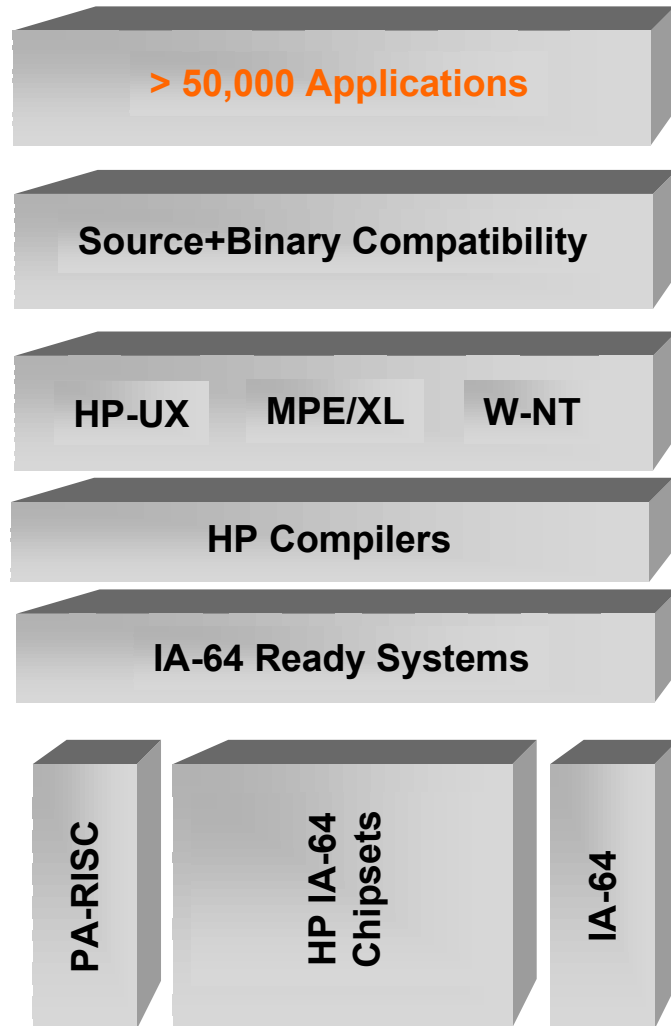 > 50,000 Applications
Source+Binary Compatibility
HP-UX MPE/XL W-NT
HP Compilers
IA-64 Ready Systems
PA-RISC
HP IA-64
Chipsets
IA-64